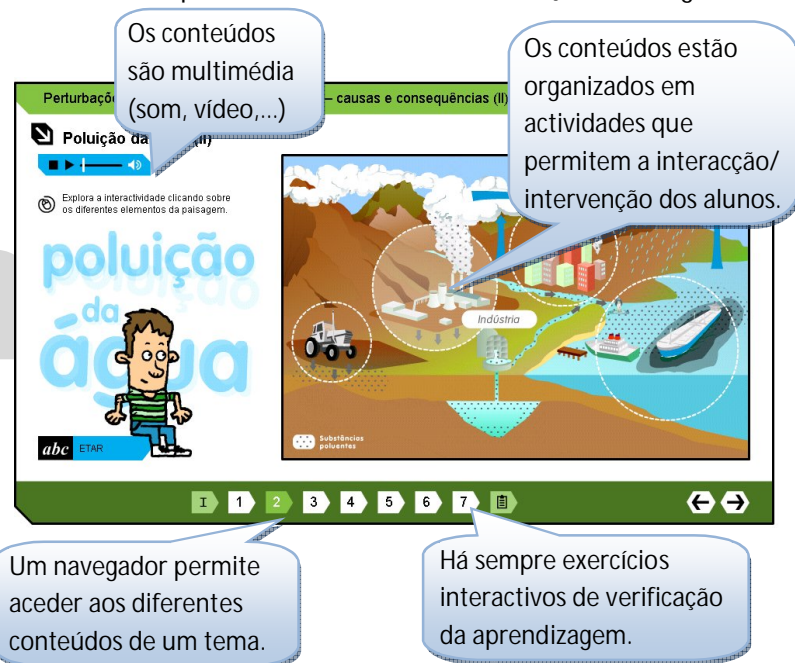 Os conteúdos
são multimédia
(som, vídeo,...)
Os conteúdos estão
organizados em
actividades que
permitem a interacção/
intervenção dos alunos.
– causas e consequências (II)
Poluição
Explora a interactividade clicando sobre
os diferentes elementos da paisagem.
poluição
da
água
Indústria
Substâncias
poluentes
abc ETAR
I 1 2 3 4 5 6 7
Um navegador permite
aceder aos diferentes
conteúdos de um tema.
Há sempre exercícios
interactivos de verificação
da aprendizagem.